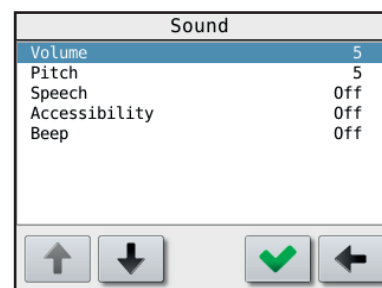 Sound
Volume 5
Pitch 5
Speech Off
Accessibility Off
Beep Off